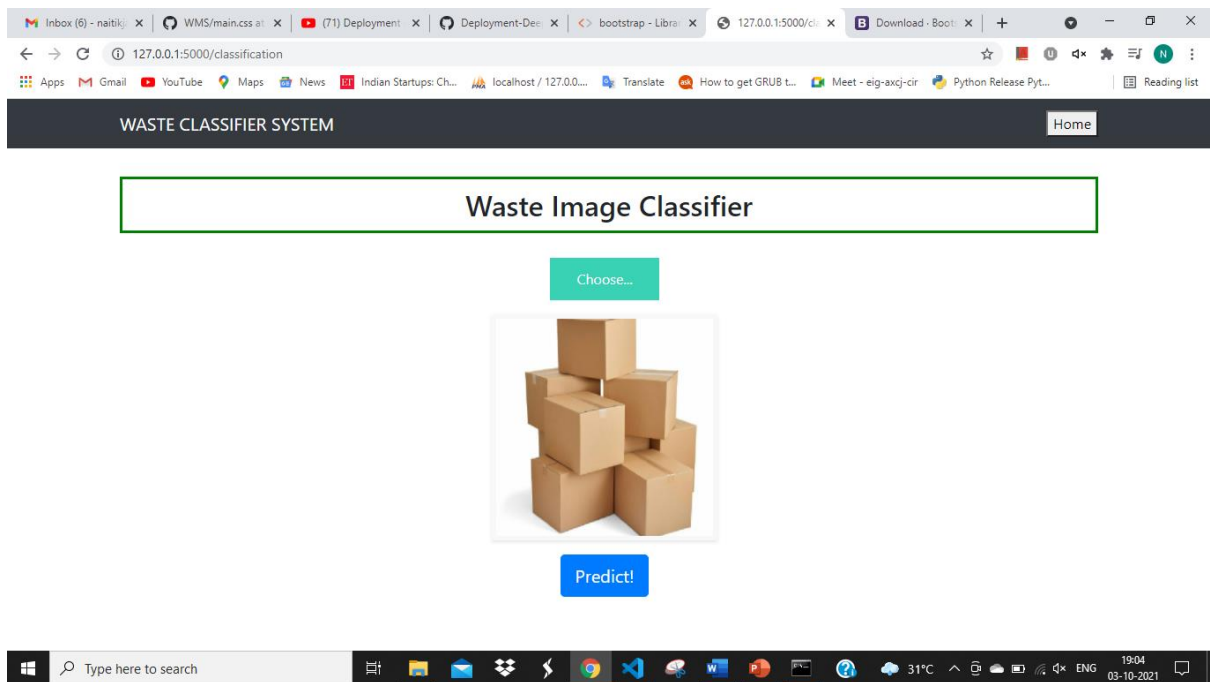 Inbox (6) - naitikj
WMS/main.css at
(71) Deployment
Deployment-Dee
bootstrap - Librar
127.0.0.1:5000/cla
Download · Boots
127.0.0.1:5000/classification
Apps Gmail YouTube Maps News Indian Startups: Ch... localhost / 127.0.0.... Translate How to get GRUB t... Meet - eig-axcj-cir Python Release Pyt... Reading list
WASTE CLASSIFIER SYSTEM Home
Waste Image Classifier
Choose...
Predict!
Type here to search
31°C ENG
19:04
03-10-2021